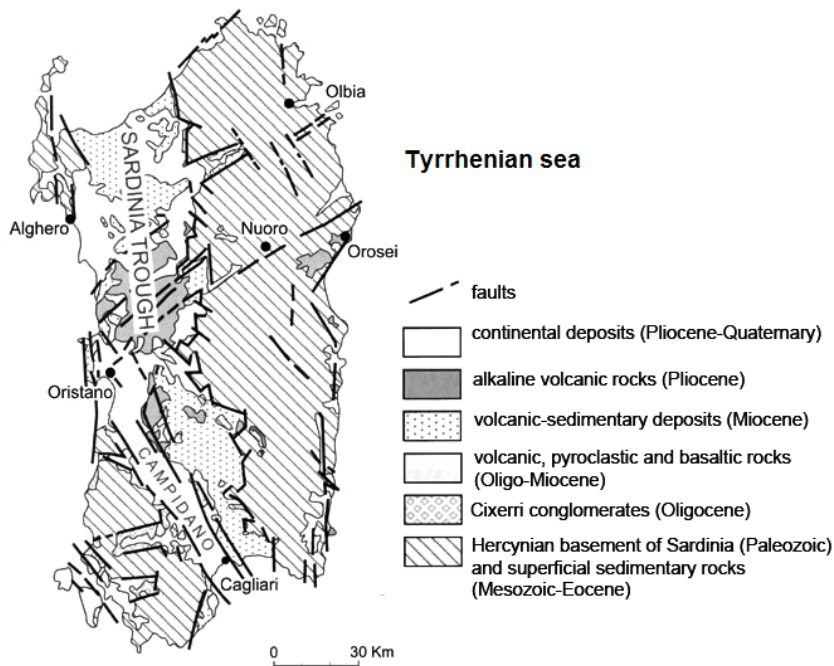 Olbia
Tyrrhenian sea
SARDINIA TROUGH
Alghero
Nuoro
Orosei
faults
continental deposits (Pliocene-Quaternary)
alkaline volcanic rocks (Pliocene)
Oristano
volcanic-sedimentary deposits (Miocene)
volcanic, pyroclastic and basaltic rocks
(Oligo-Miocene)
CAMPIDANO
Cixerri conglomerates (Oligocene)
Hercynian basement of Sardinia (Paleozoic)
and superficial sedimentary rocks
(Mesozoic-Eocene)
Cagliari
0 30 Km